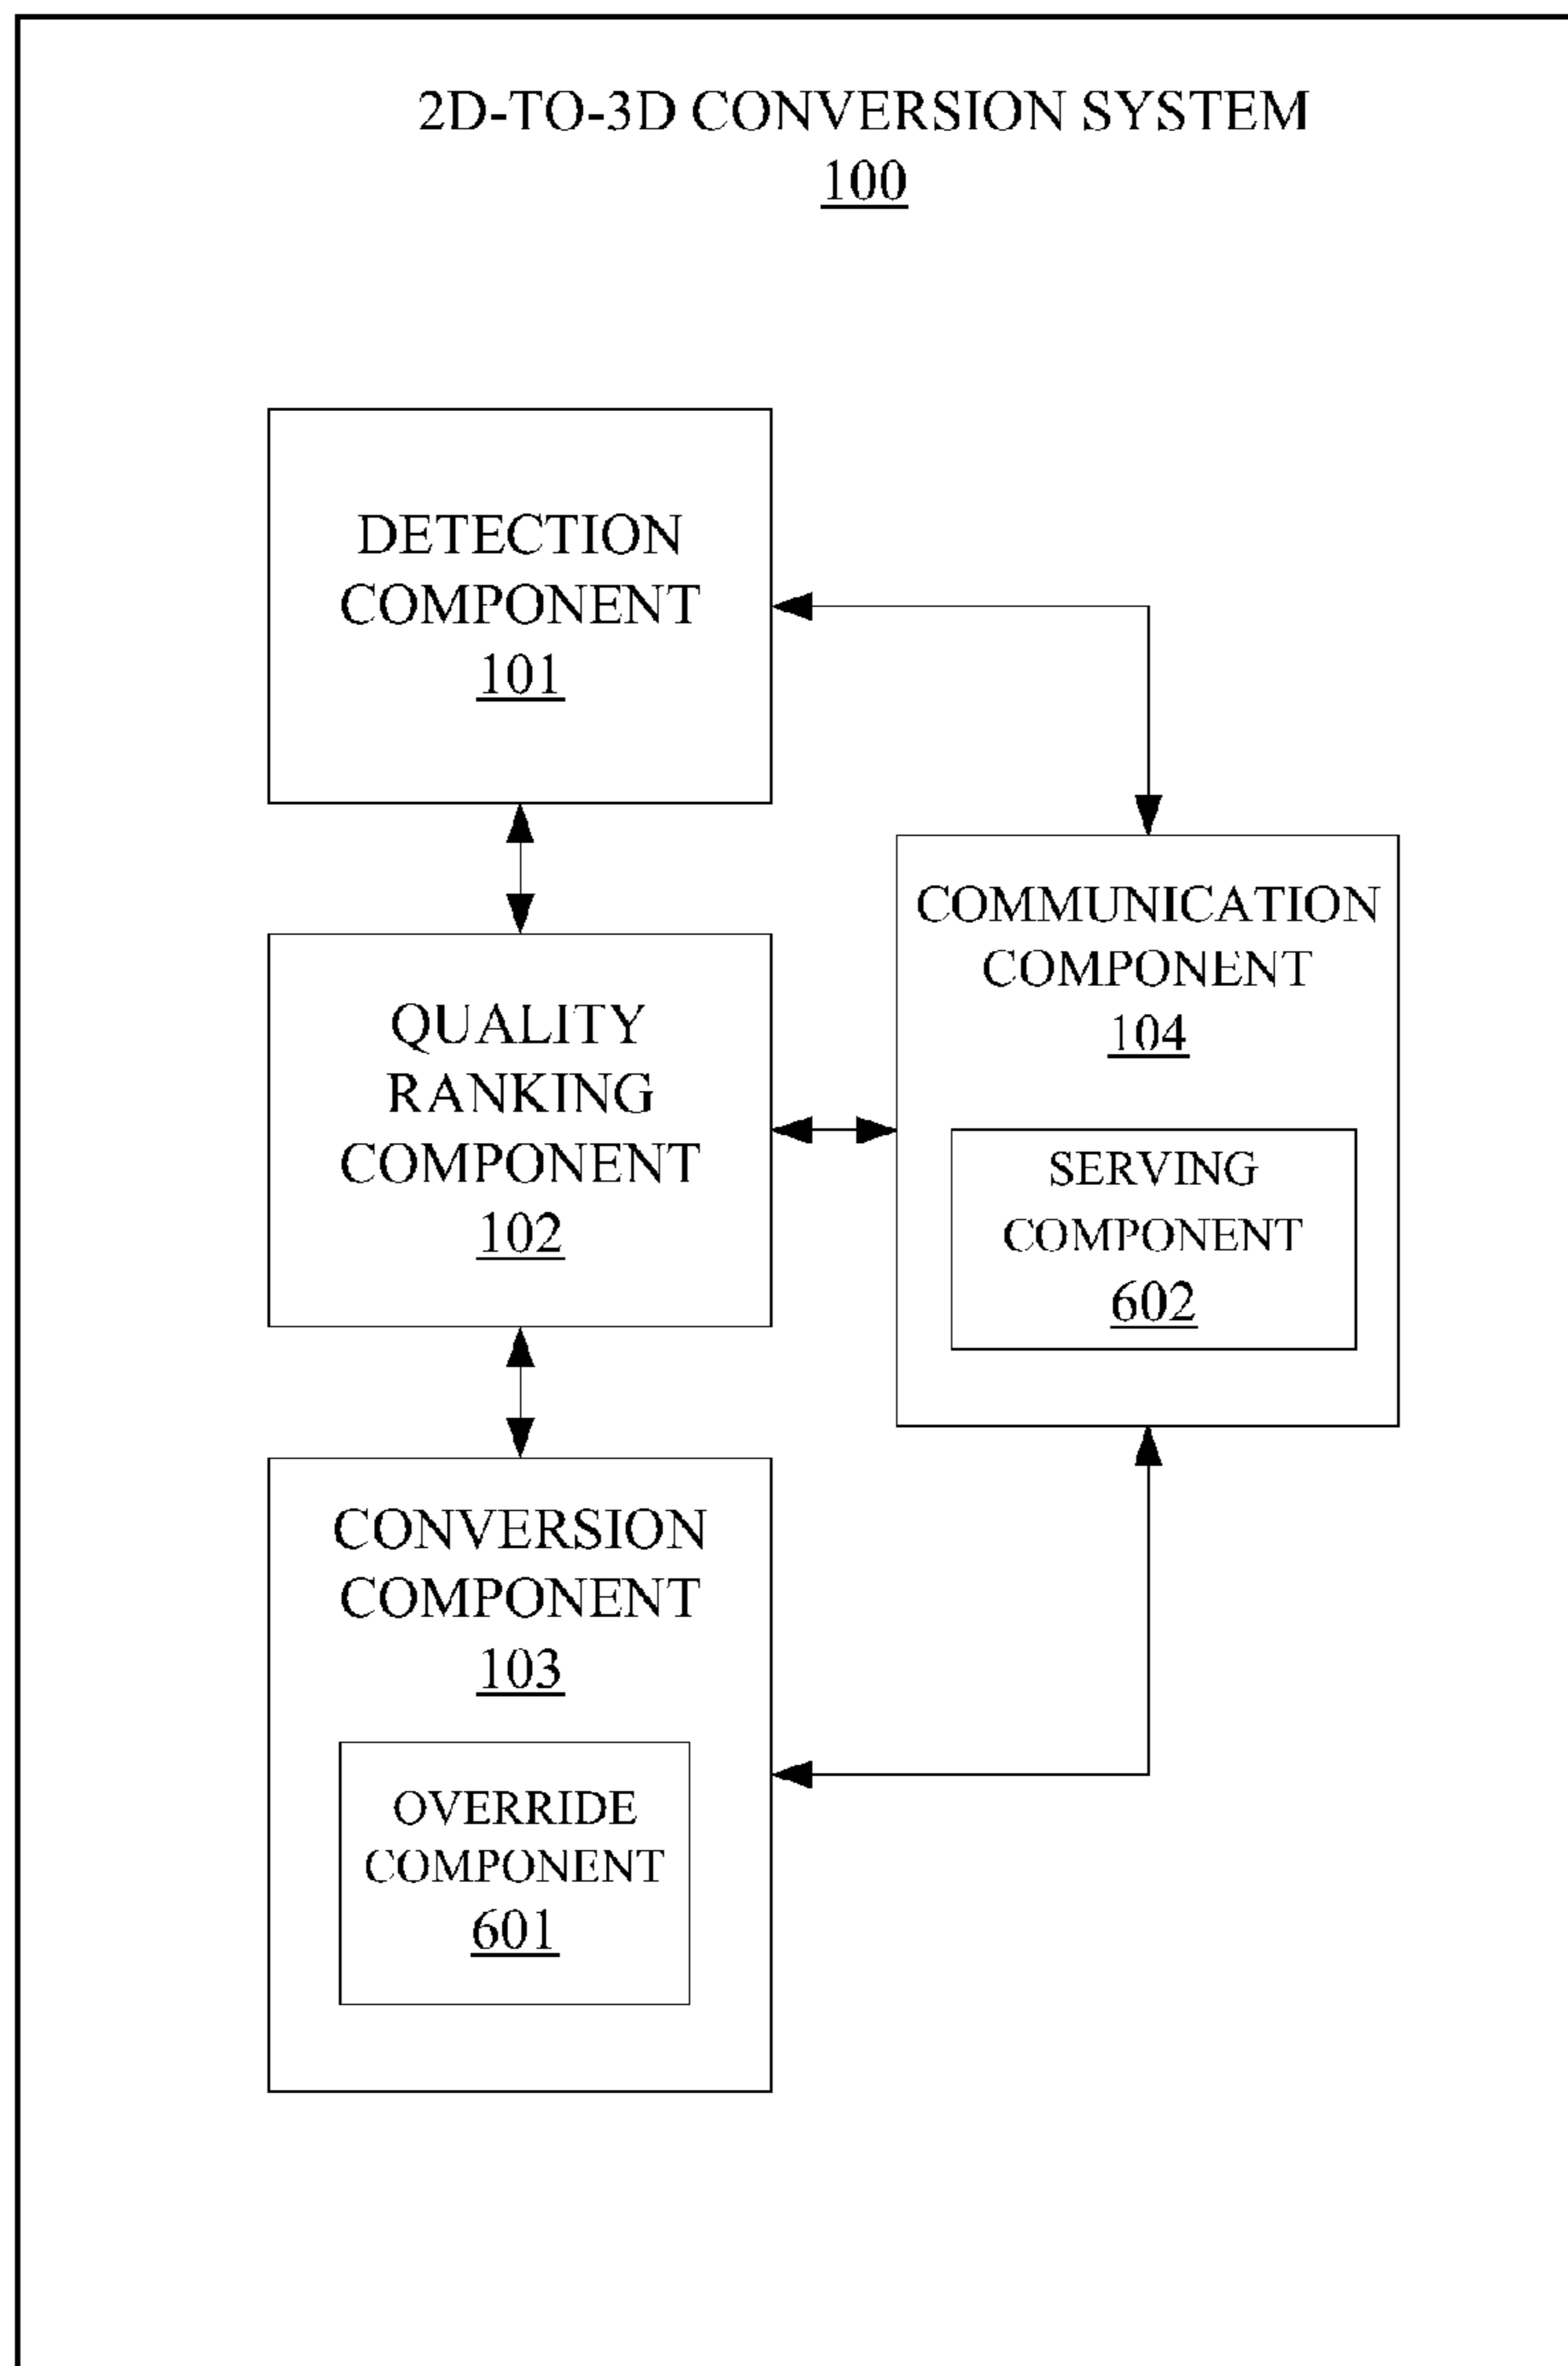 2D-TO-3D CONVERSION SYSTEM
100
DETECTION
COMPONENT
101
QUALITY
RANKING
COMPONENT
102
COMMUNICATION
COMPONENT
104
SERVING
COMPONENT
602
CONVERSION
COMPONENT
103
OVERRIDE
COMPONENT
601